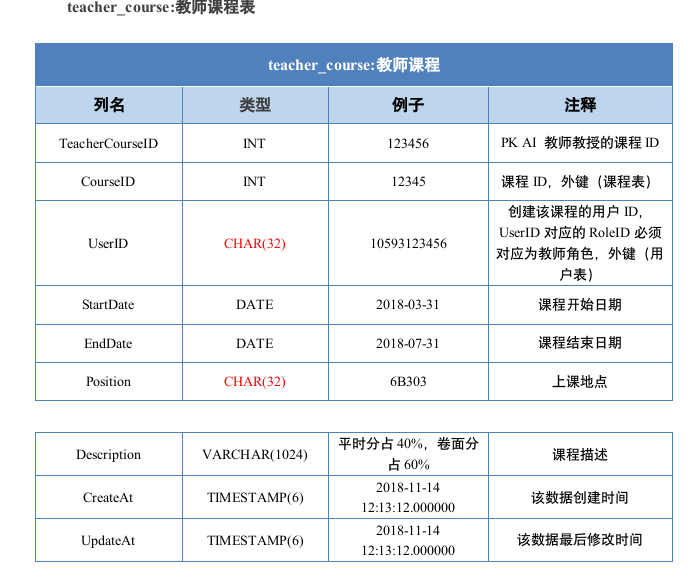 teacher_course:教师课程表
teacher_course:教师课程
列名 类型 例子 注释
TeacherCourseID INT 123456 PK AI 教师教授的课程 ID
CourseID INT 12345 课程 ID，外键（课程表）
UserID CHAR(32) 10593123456 创建该课程的用户 ID，
UserID 对应的 RoleID 必须
对应为教师角色，外键（用
户表）
StartDate DATE 2018-03-31 课程开始日期
EndDate DATE 2018-07-31 课程结束日期
Position CHAR(32) 6B303 上课地点
Description VARCHAR(1024) 平时分占 40%，卷面分
占 60% 课程描述
CreateAt TIMESTAMP(6) 2018-11-14
12:13:12.000000 该数据创建时间
UpdateAt TIMESTAMP(6) 2018-11-14
12:13:12.000000 该数据最后修改时间